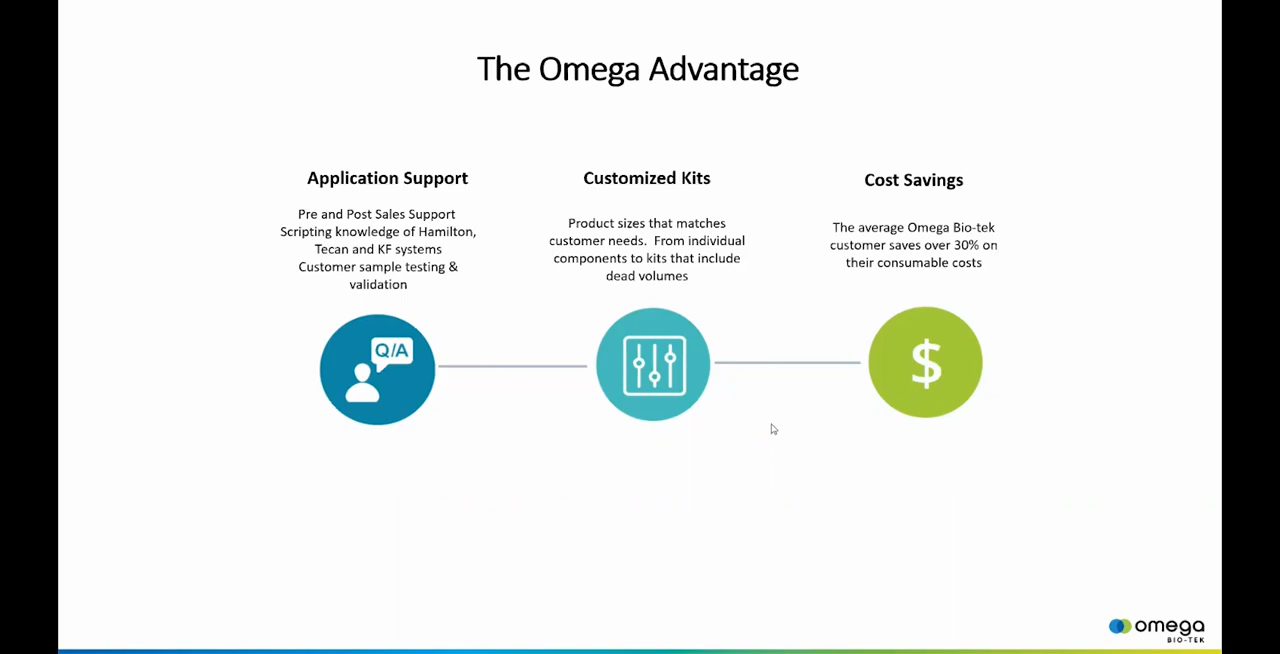 The Omega Advantage
Application Support
Pre and Post Sales Support
Scripting knowledge of Hamilton,
Tecan and KF systems
Customer sample testing &
validation
Q/A
Customized Kits
Product sizes that matches
customer needs.  From individual
components to kits that include
dead volumes
Cost Savings
The average Omega Bio-tek
customer saves over 30% on
their consumable costs
$
omega
BIO-TEK